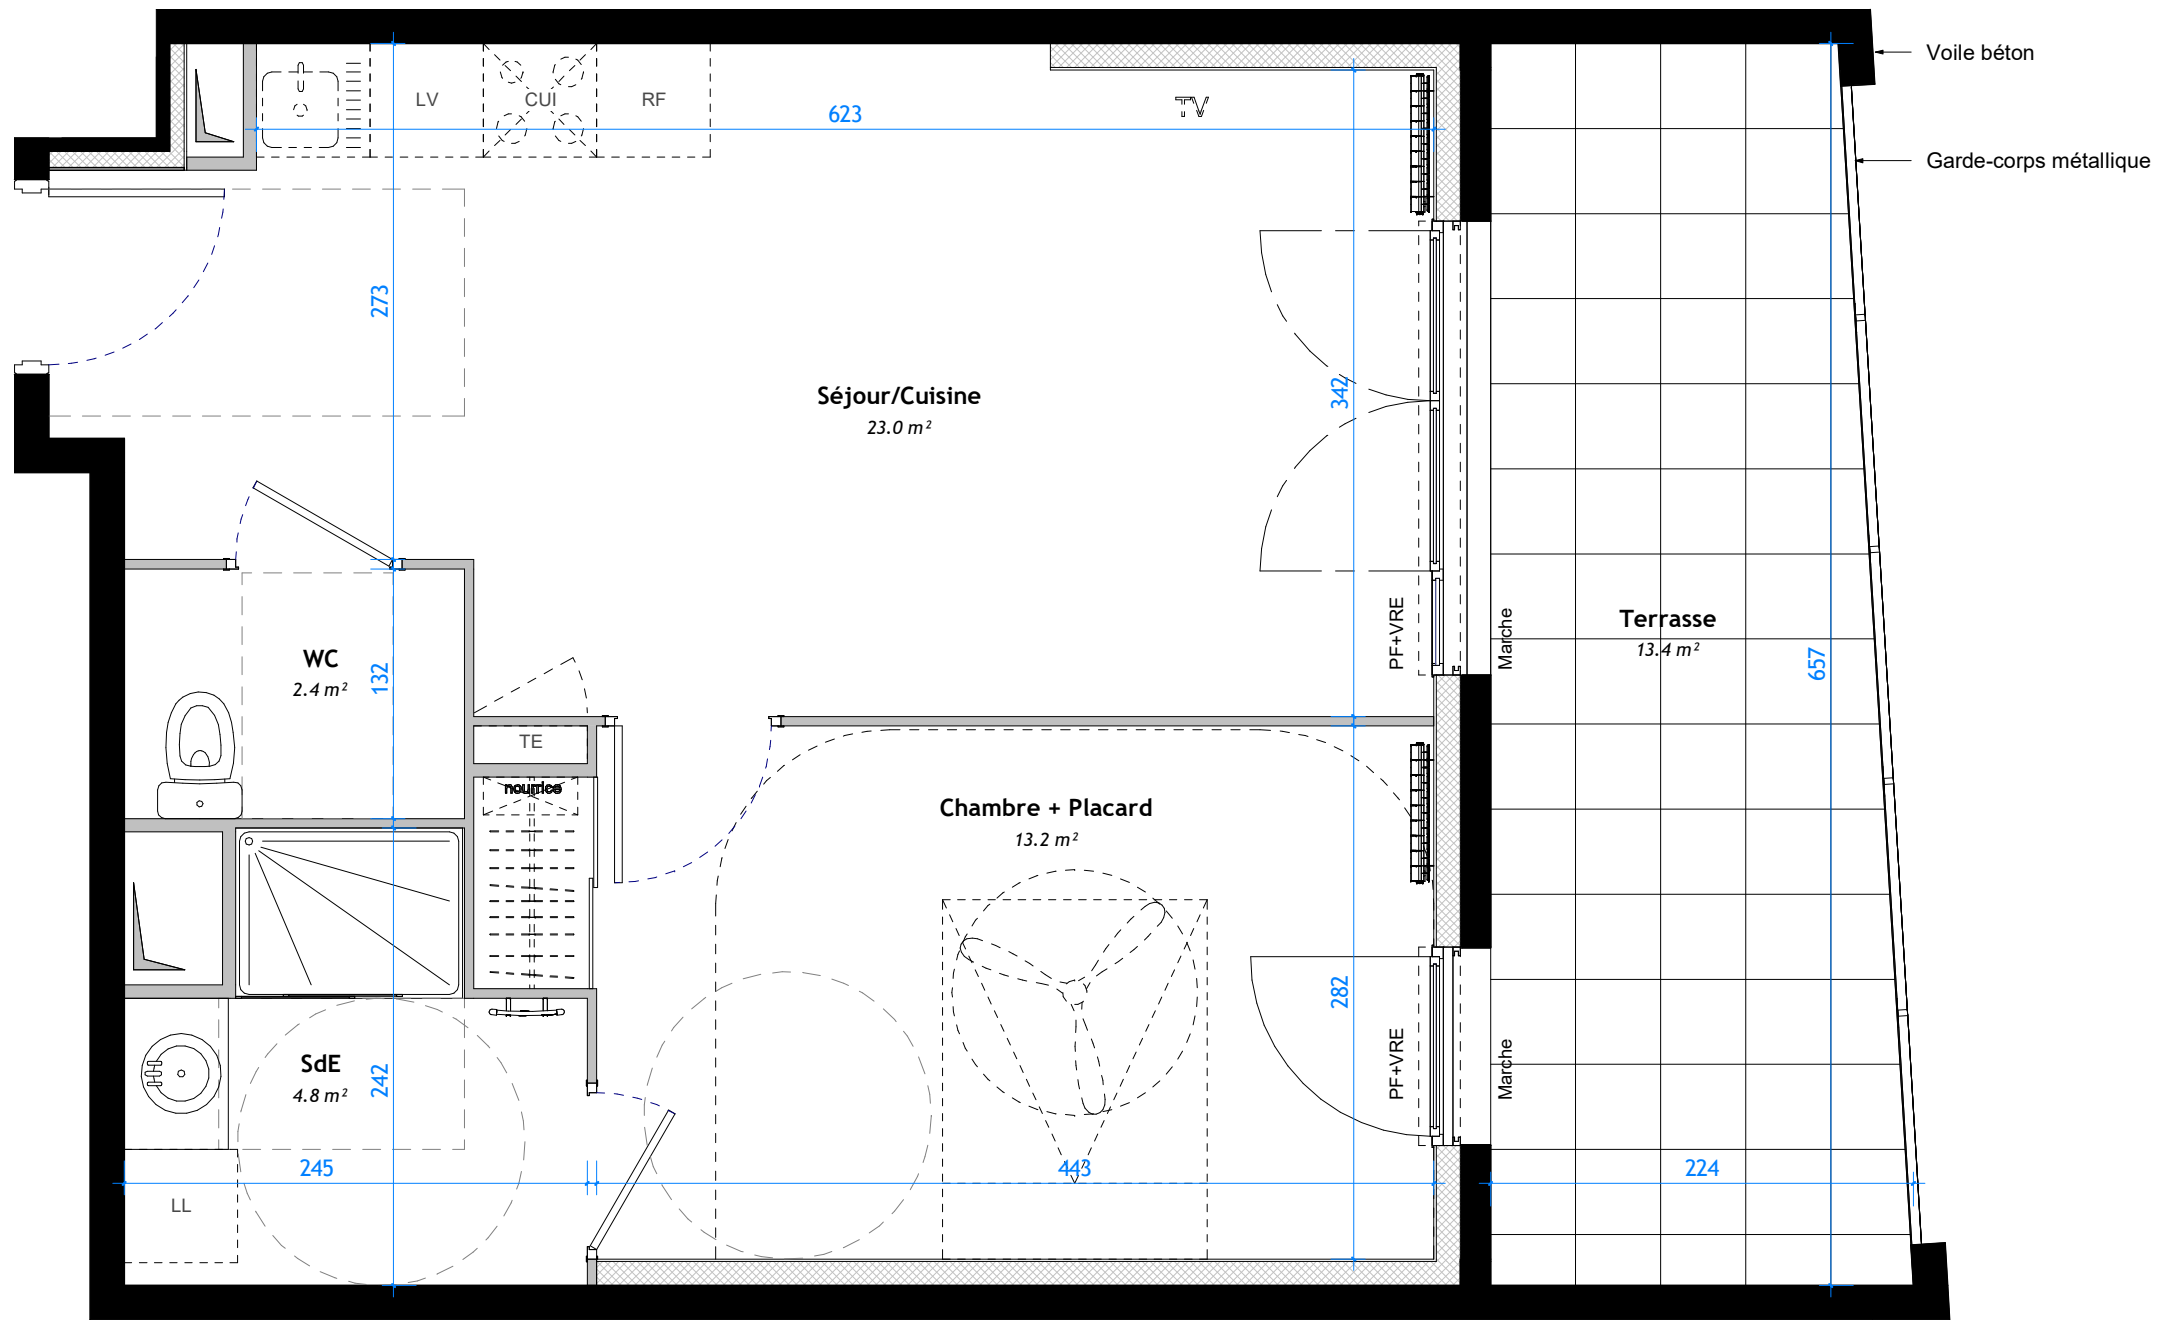 Voile béton
LV
CUI
RF
TV
623
Garde-corps métallique
273
342
Séjour/Cuisine
23.0 m²
PF+VRE
Marche
Terrasse
13.4 m²
657
WC
2.4 m²
132
TE
nourrice
Chambre + Placard
13.2 m²
282
PF+VRE
Marche
SdE
4.8 m²
242
245
443
224
LL